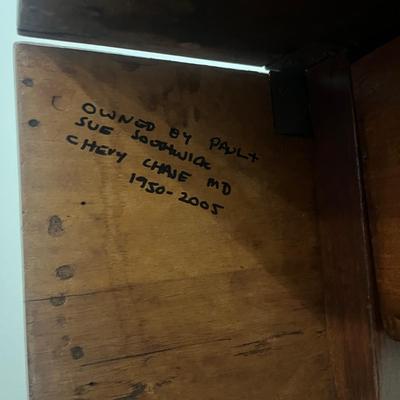 OWNED BY PAUL +
SUE SOUTHWICK
CHEVY CHASE MD
1950-2005